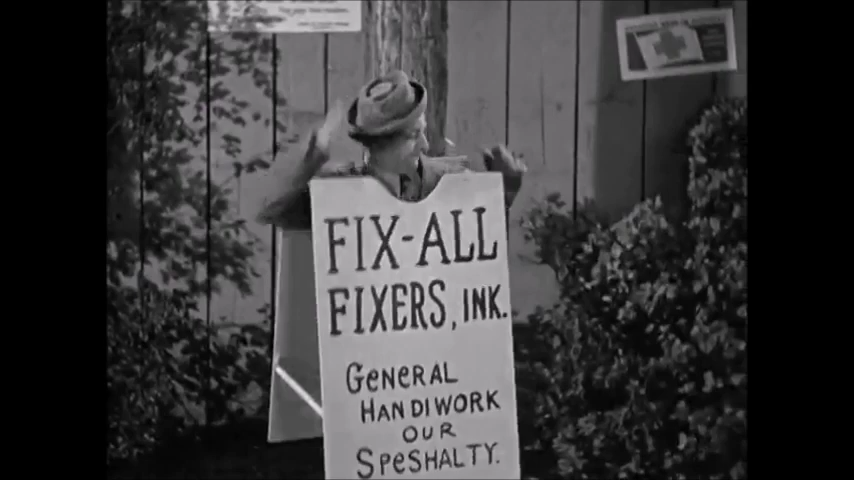 FIX-ALL
FIXERS, INK.
GENERAL
HANDIWORK
OUR
SPESHALTY.